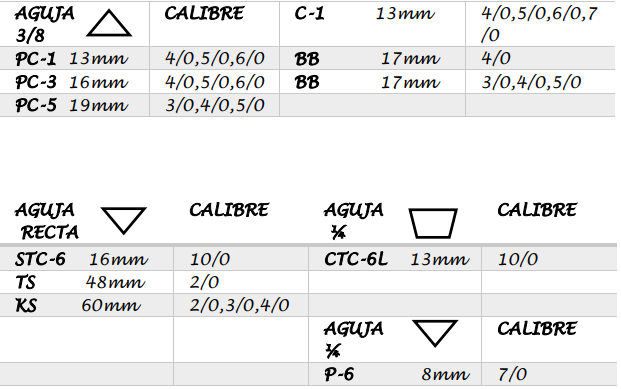 AGUJA CALIBRE C-1 13mm 4/0,5/0,6/0,7
3/8 /0
PC-1 13mm 4/0,5/0,6/0 BB 17mm 4/0
PC-3 16mm 4/0,5/0,6/0 BB 17mm 3/0,4/0,5/0
PC-5 19mm 3/0,4/0,5/0
AGUJA CALIBRE AGUJA CALIBRE
RECTA ¼
STC-6 16mm 10/0 CTC-6L 13mm 10/0
TS 48mm 2/0
KS 60mm 2/0,3/0,4/0
AGUJA CALIBRE
¼
P-6 8mm 7/0